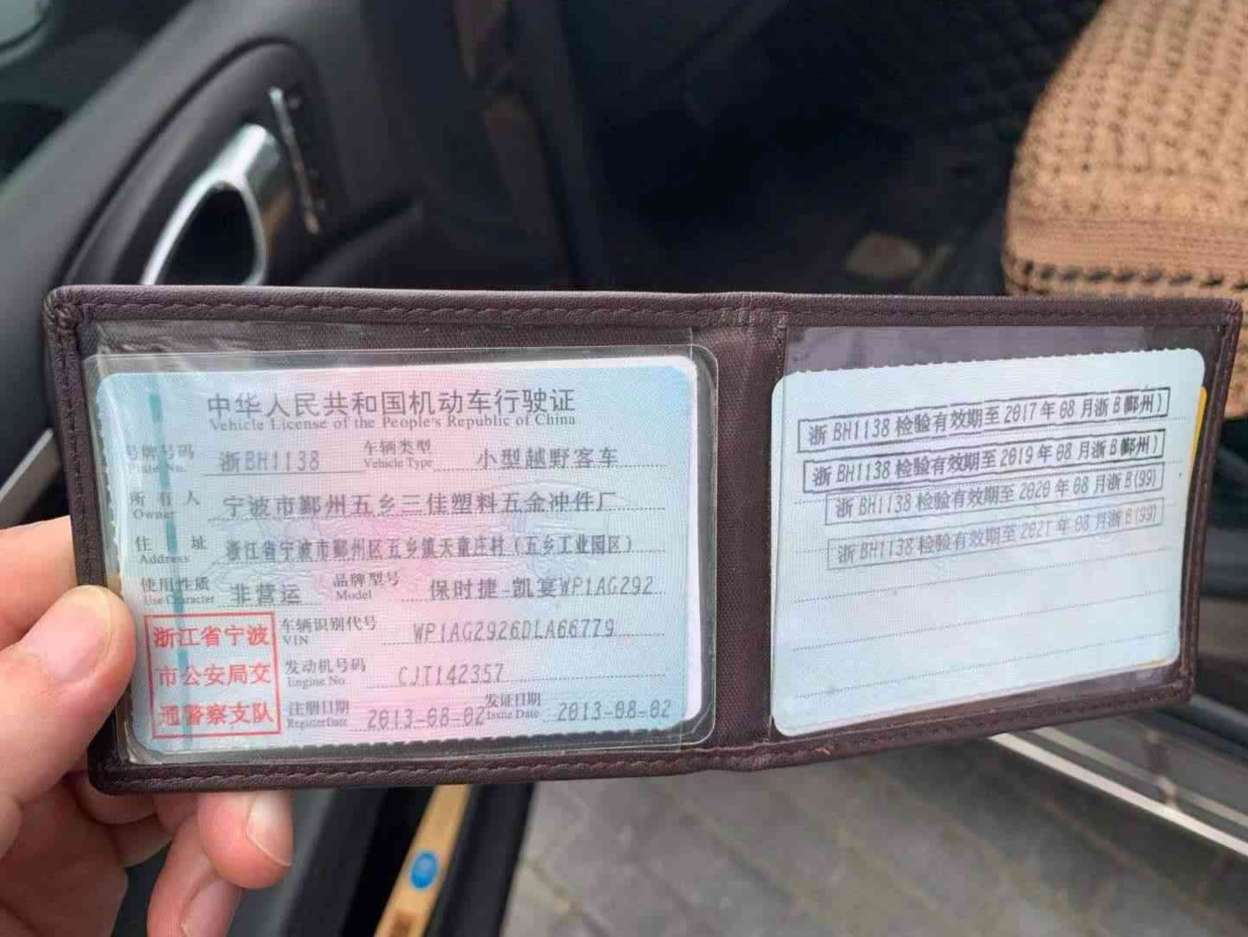 中华人民共和国机动车行驶证
Vehicle License of the People's Republic of China
号牌号码 浙BH1138 车辆类型 小型越野客车
Plate No. Vehicle Type
所有人 宁波市鄞州五乡三佳塑料五金冲件厂
Owner
住址 浙江省宁波市鄞州区五乡镇天童庄村(五乡工业园区)
Address
使用性质 非营运 品牌型号 保时捷-凯宴WP1AG292
Use Character Model
浙江省宁波
市公安局交
通警察支队
车辆识别代号 WP1AG2926DLA66779
VIN
发动机号码 CJT142357
Engine No.
注册日期 2013-08-02 发证日期 2013-08-02
Register Date Issue Date
浙BH1138检验有效期至2017年08月浙B(鄞州)
浙BH1138检验有效期至2019年08月浙B(鄞州)
浙BH1138检验有效期至2020年08月浙B(99)
浙BH1138检验有效期至2021年08月浙B(99)